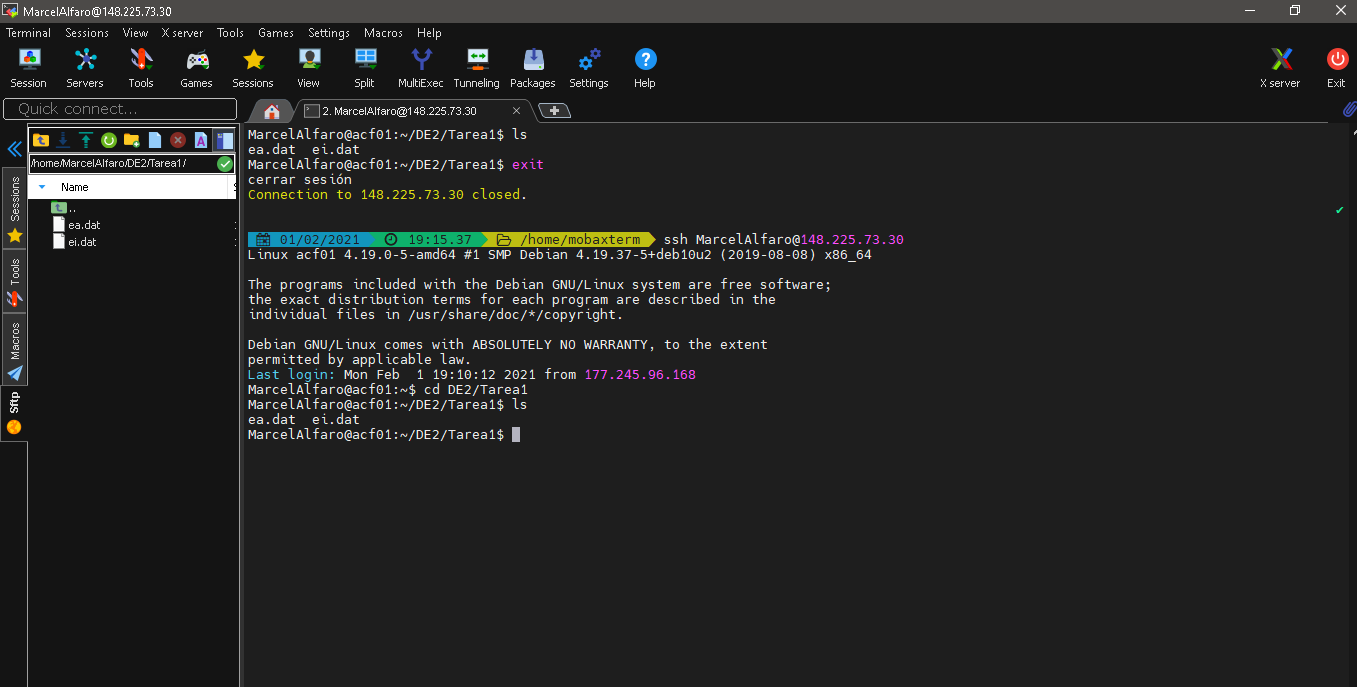 MarcelAlfaro@148.225.73.30
Terminal Sessions View X server Tools Games Settings Macros Help
Session Servers Tools Games Sessions View Split MultiExec Tunneling Packages Settings Help X server Exit
Quick connect...
2. MarcelAlfaro@148.225.73.30
/home/MarcelAlfaro/DE2/Tarea1/
Name
..
ea.dat
ei.dat
Sessions
Tools
Macros
Sftp
MarcelAlfaro@acf01:~/DE2/Tarea1$ ls
ea.dat  ei.dat
MarcelAlfaro@acf01:~/DE2/Tarea1$ exit
cerrar sesión
Connection to 148.225.73.30 closed.
01/02/2021 19:15.37 /home/mobaxterm ssh MarcelAlfaro@148.225.73.30
Linux acf01 4.19.0-5-amd64 #1 SMP Debian 4.19.37-5+deb10u2 (2019-08-08) x86_64
The programs included with the Debian GNU/Linux system are free software;
the exact distribution terms for each program are described in the
individual files in /usr/share/doc/*/copyright.
Debian GNU/Linux comes with ABSOLUTELY NO WARRANTY, to the extent
permitted by applicable law.
Last login: Mon Feb  1 19:10:12 2021 from 177.245.96.168
MarcelAlfaro@acf01:~$ cd DE2/Tarea1
MarcelAlfaro@acf01:~/DE2/Tarea1$ ls
ea.dat  ei.dat
MarcelAlfaro@acf01:~/DE2/Tarea1$